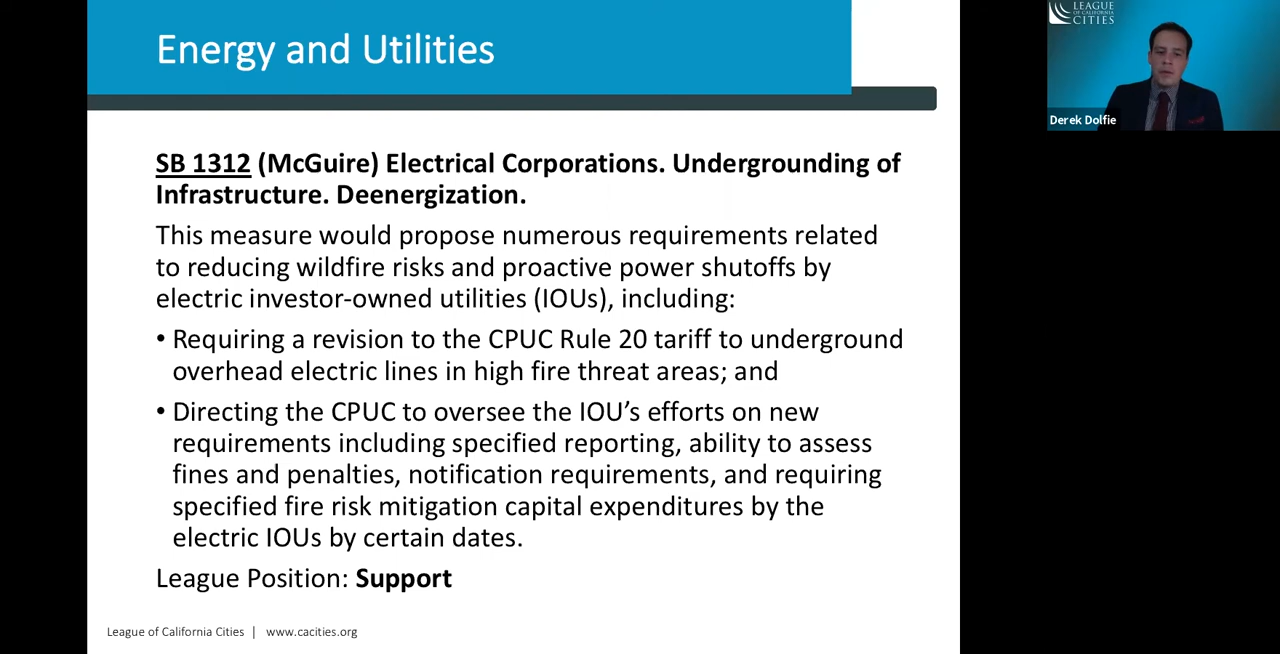 Energy and Utilities
SB 1312 (McGuire) Electrical Corporations. Undergrounding of
Infrastructure. Deenergization.
This measure would propose numerous requirements related
to reducing wildfire risks and proactive power shutoffs by
electric investor-owned utilities (IOUs), including:
• Requiring a revision to the CPUC Rule 20 tariff to underground
overhead electric lines in high fire threat areas; and
• Directing the CPUC to oversee the IOU's efforts on new
requirements including specified reporting, ability to assess
fines and penalties, notification requirements, and requiring
specified fire risk mitigation capital expenditures by the
electric IOUs by certain dates.
League Position: Support
League of California Cities | www.cacities.org
LEAGUE
OF CALIFORNIA
CITIES
Derek Dolfie